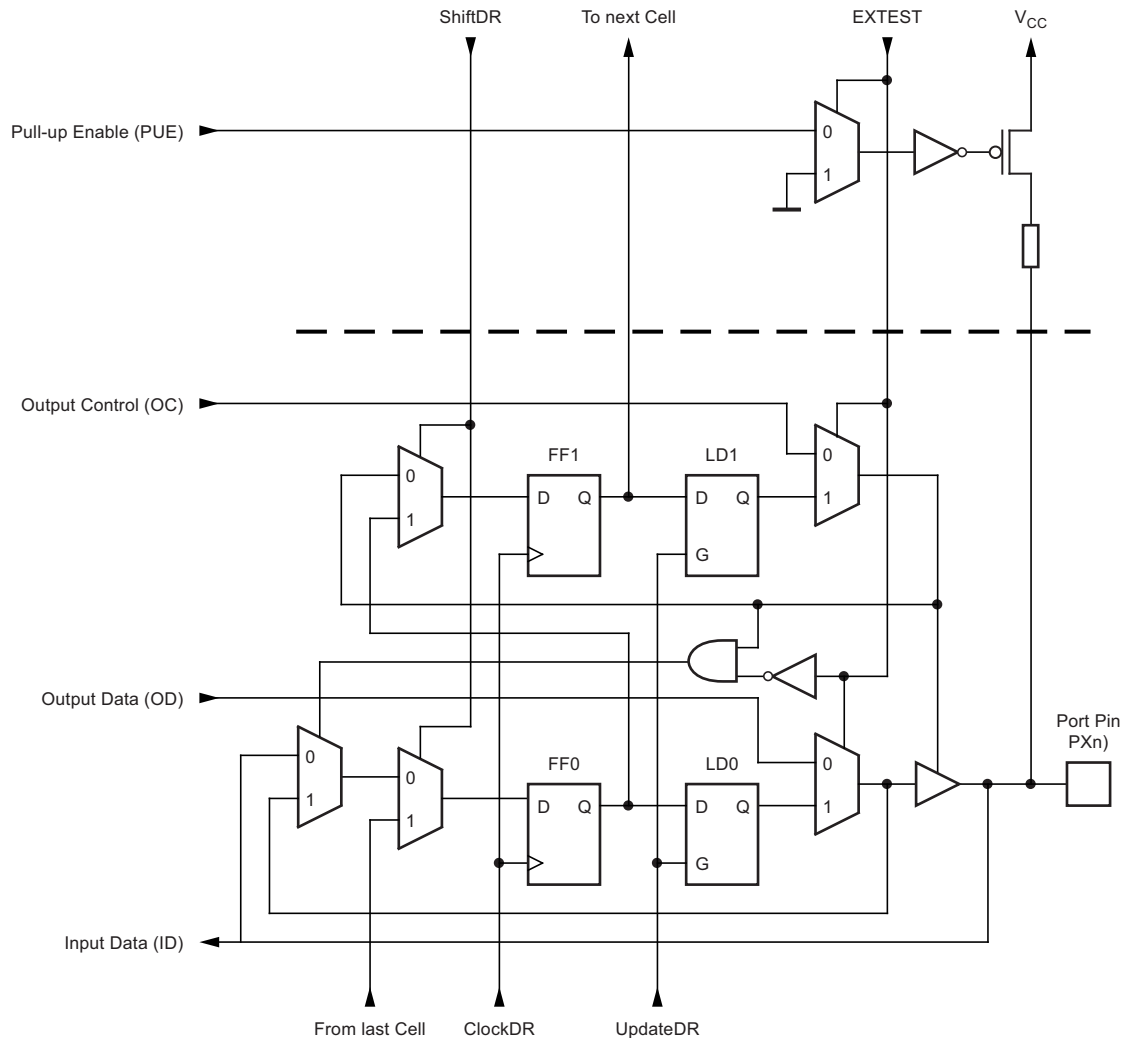 ShiftDR
To next Cell
EXTEST
VCC
Pull-up Enable (PUE)
0
1
Output Control (OC)
FF1
LD1
0
0
1
D Q
D
1
G
Output Data (OD)
Port Pin
PXn)
FF0
LD0
0
0
0
1
D Q
D
1
1
G
Input Data (ID)
From last Cell
ClockDR
UpdateDR